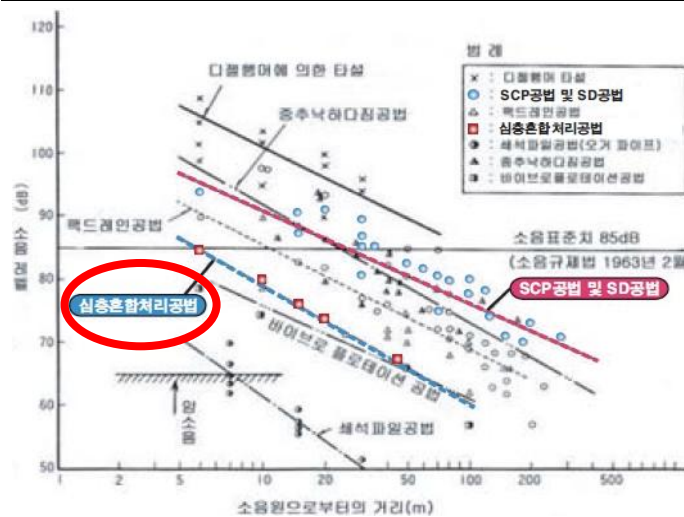 120
110
100
90
85
80
70
60
50
소음레벨 (dB)
디젤햄머에 의한 타설
중추낙하다짐공법
팩드레인공법
심층혼합처리공법
바이브로 플로테이션 공법
암소음
쇄석파일공법
범 례
× : 디젤햄머 타설
: SCP공법 및 SD공법
△ : 팩드레인공법
: 심층혼합처리공법
: 쇄석파일공법(오거 파이프)
▲ : 중추낙하다짐공법
: 바이브로플로테이션공법
소음표준치 85dB
(소음규제법 1963년 2월
SCP공법 및 SD공법
1 5 10 20 50 100 200 500
소음원으로부터의 거리(m)